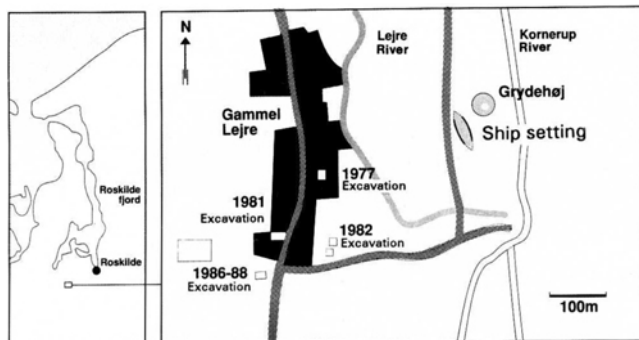 Roskilde
fjord
Roskilde
N
Gammel
Lejre
Lejre
River
Kornerup
River
Grydehøj
Ship setting
1977
Excavation
1981
Excavation
1982
Excavation
1986-88
Excavation
100m